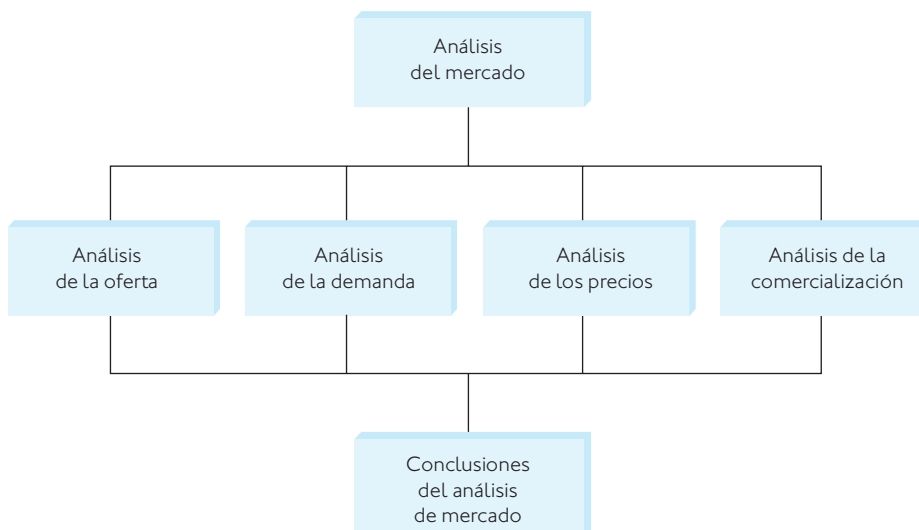 Análisis
del mercado
Análisis
de la oferta
Análisis
de la demanda
Análisis
de los precios
Análisis de la
comercialización
Conclusiones
del análisis
de mercado